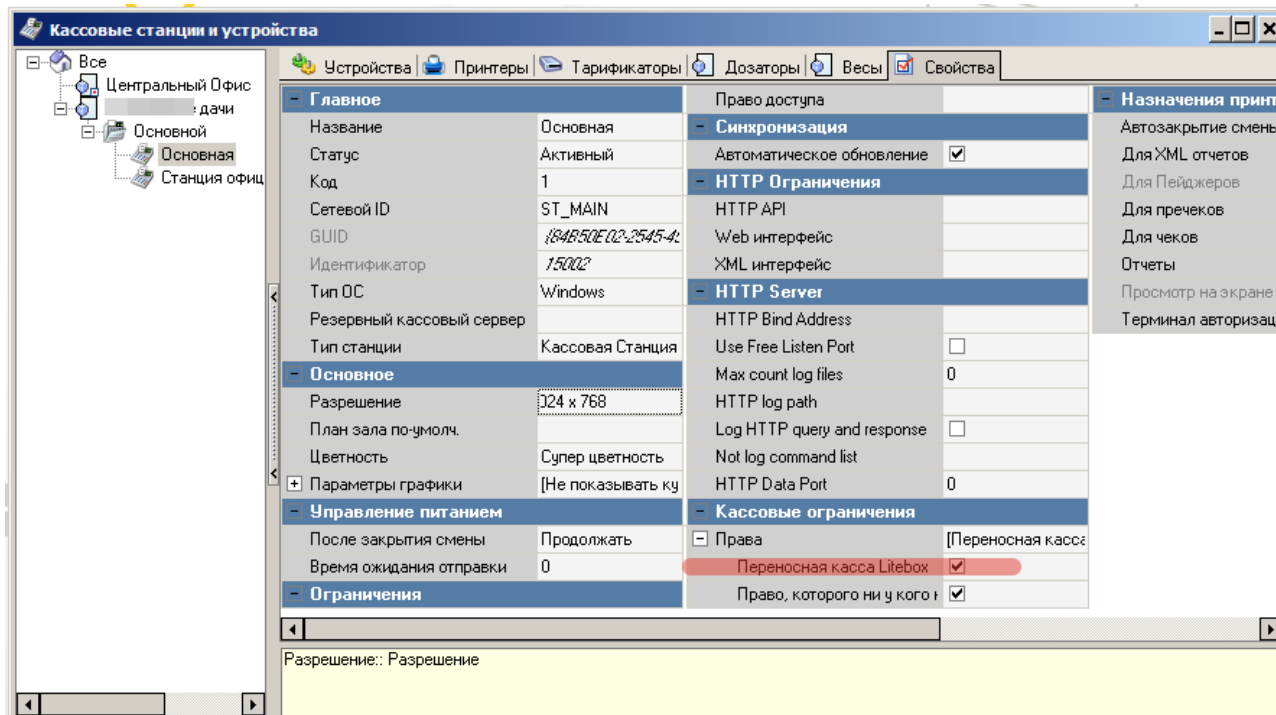 Кассовые станции и устройства
Все
Центральный Офис
дачи
Основной
Основная
Станция офиц
Устройства Принтеры Тарификаторы Дозаторы Весы Свойства
Главное
Название Основная
Статус Активный
Код 1
Сетевой ID ST_MAIN
GUID {84B50E02-2545-4
Идентификатор 15002
Тип ОС Windows
Резервный кассовый сервер
Тип станции Кассовая Станция
Основное
Разрешение 024 x 768
План зала по-умолч.
Цветность Супер цветность
Параметры графики [Не показывать ку
Управление питанием
После закрытия смены Продолжать
Время ожидания отправки 0
Ограничения
Право доступа
Синхронизация
Автоматическое обновление
HTTP Ограничения
HTTP API
Web интерфейс
XML интерфейс
HTTP Server
HTTP Bind Address
Use Free Listen Port
Max count log files 0
HTTP log path
Log HTTP query and response
Not log command list
HTTP Data Port 0
Кассовые ограничения
Права [Переносная касса
Переносная касса Litebox
Право, которого ни у кого н
Назначения принт
Автозакрытие смены
Для XML отчетов
Для Пейджеров
Для пречеков
Для чеков
Отчеты
Просмотр на экране
Терминал авторизац
Разрешение:: Разрешение